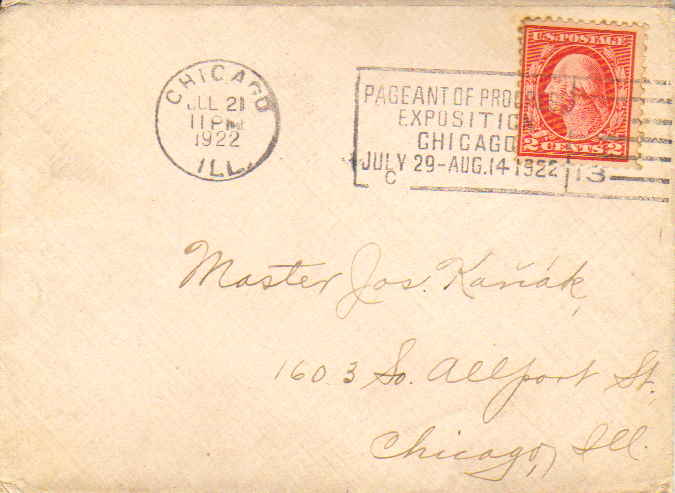 CHICAGO
JUL 21
11 PM
1922
ILL.
PAGEANT OF PRO
EXPOSITI
CHICAGO
JULY 29-AUG. 14 1922
C
13
U.S. POSTAGE
2 CENTS 2
Master Jos. Kaňák,
1603 So. Allport St.
Chicago, Ill.